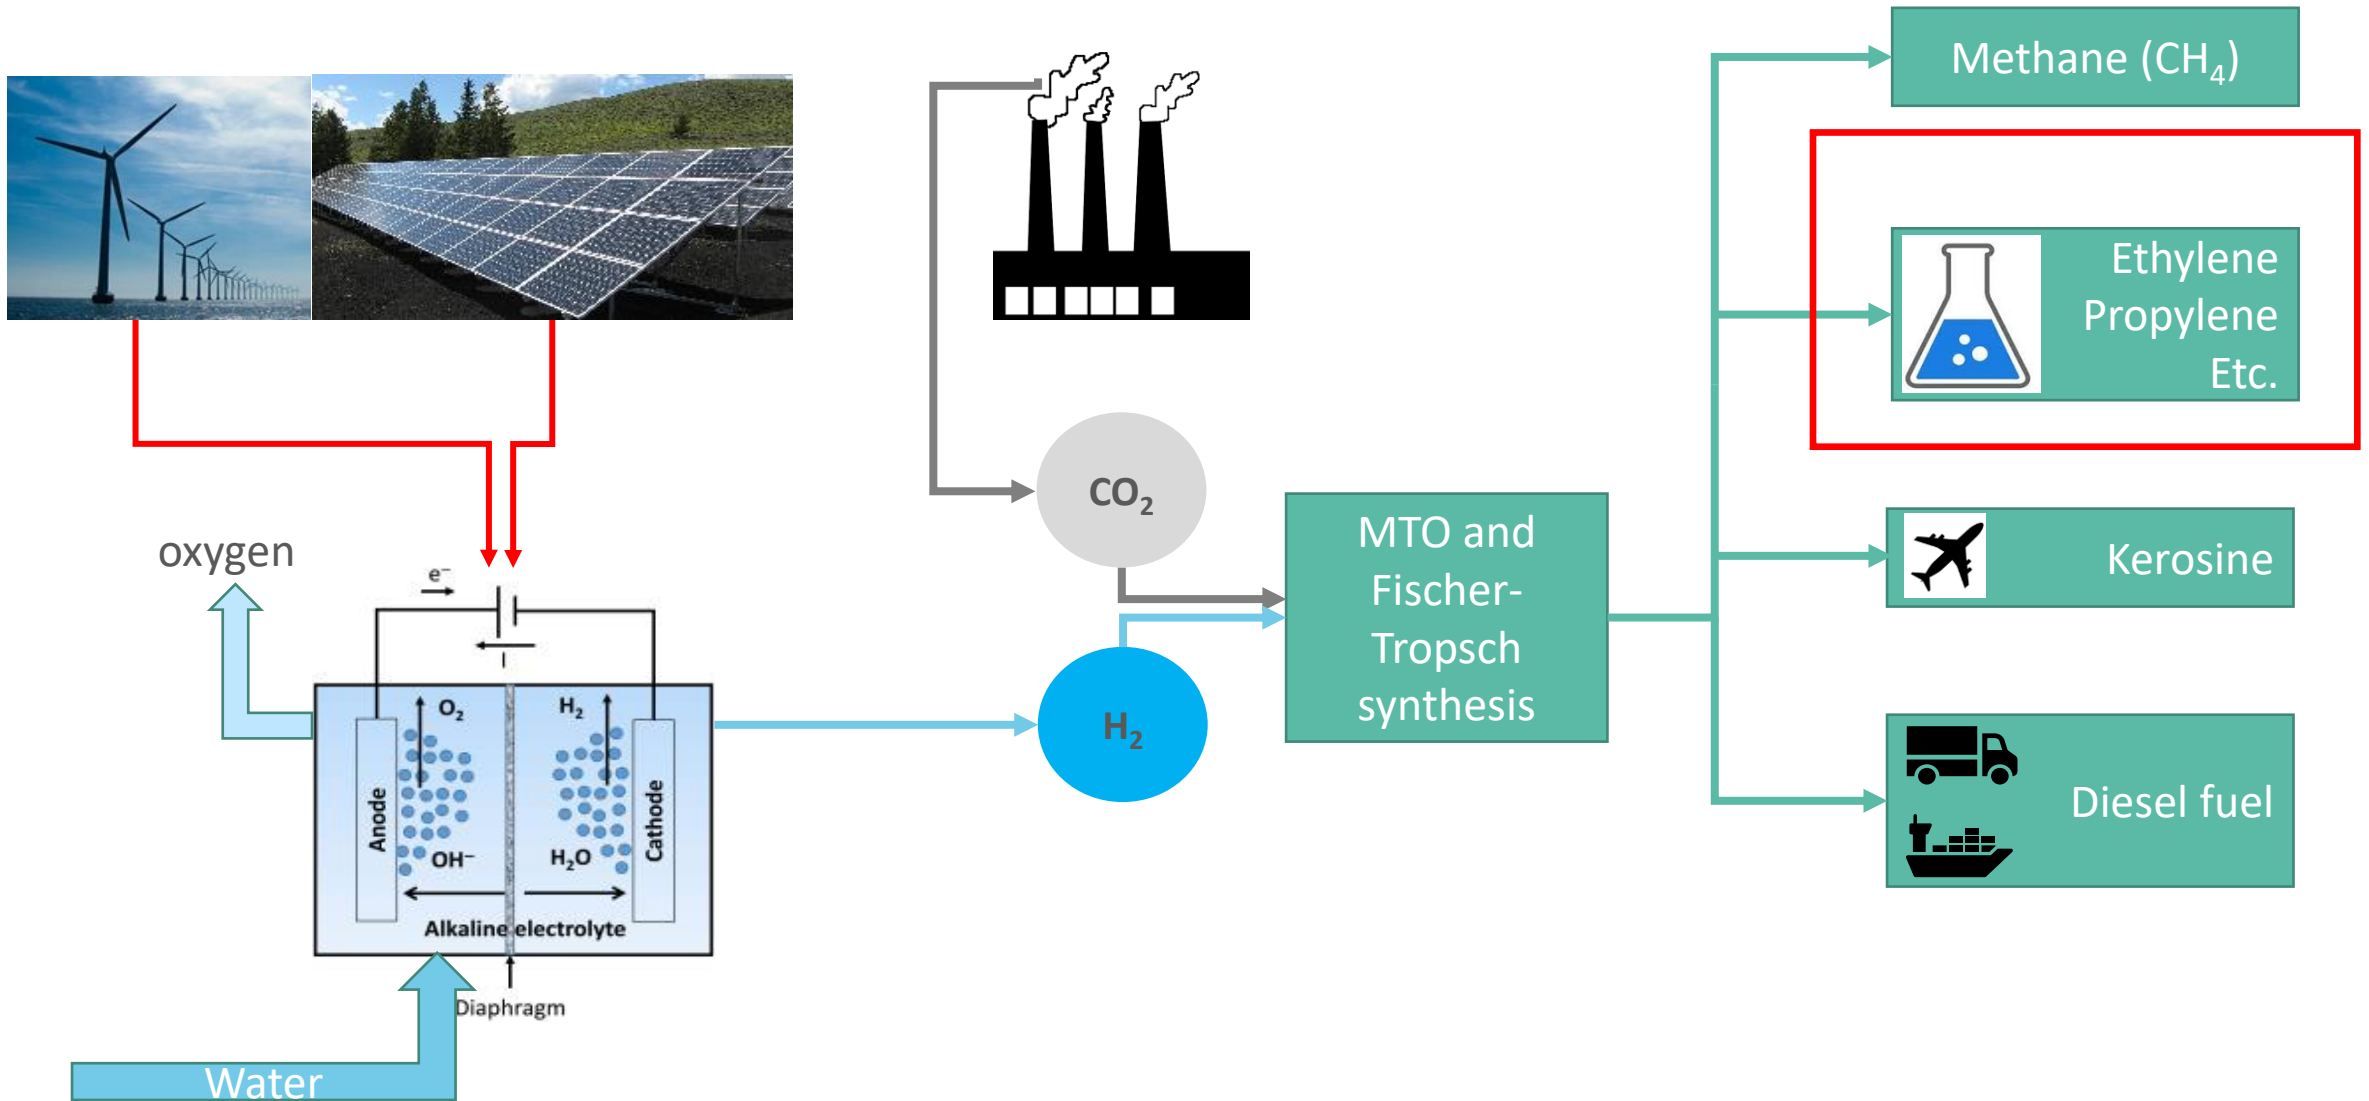 Methane (CH₄)
Ethylene
Propylene
Etc.
CO₂
MTO and
Fischer-
Tropsch
synthesis
Kerosine
oxygen
e⁻
I
O₂
H₂
Anode
Cathode
OH⁻
H₂O
Alkaline electrolyte
Diaphragm
Water
H₂
Diesel fuel